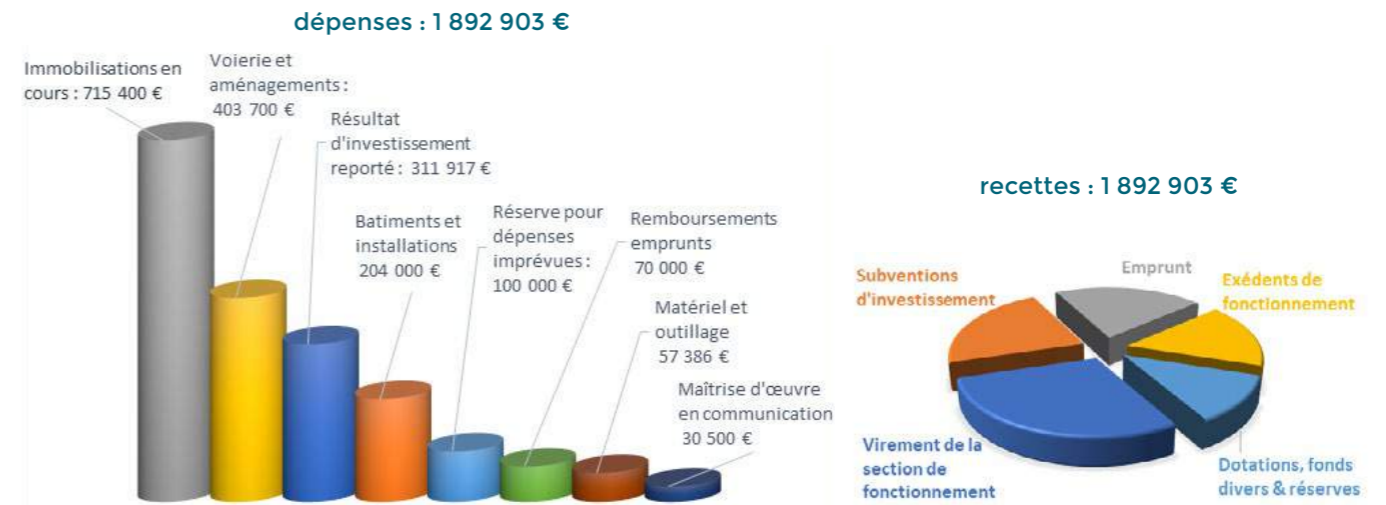 dépenses : 1 892 903 €
Immobilisations en
cours : 715 400 €
Voierie et
aménagements :
403 700 €
Résultat
d'investissement
reporté : 311 917 €
Batiments et
installations
204 000 €
Réserve pour
dépenses
imprévues :
100 000 €
Remboursements
emprunts
70 000 €
Matériel et
outillage
57 386 €
Maîtrise d'œuvre
en communication
30 500 €
recettes : 1 892 903 €
Subventions
d'investissement
Emprunt
Exédents de
fonctionnement
Virement de la
section de
fonctionnement
Dotations, fonds
divers & réserves